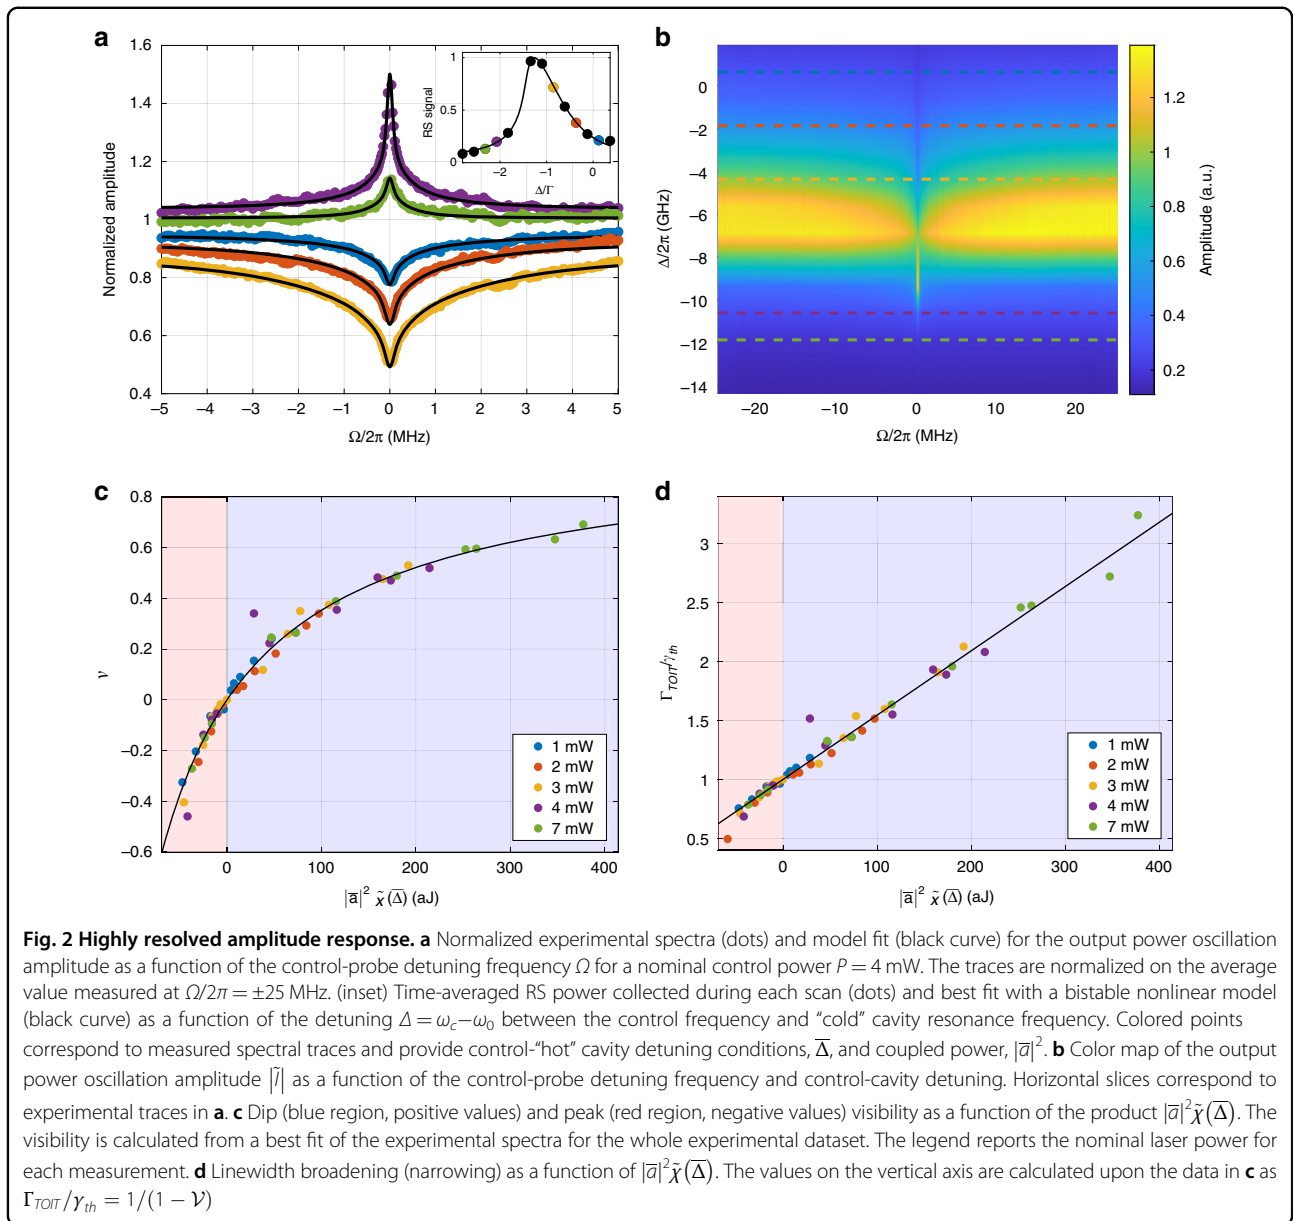 a
1.6
1.4
1.2
1
0.8
0.6
0.4
Normalized amplitude
−5
−4
−3
−2
−1
0
1
2
3
4
5
Ω/2π (MHz)
1
0.5
0
RS signal
−2
−1
0
Δ/Γ
b
0
−2
−4
−6
−8
−10
−12
−14
Δ/2π (GHz)
−20
−10
0
10
20
Ω/2π (MHz)
1.2
1
0.8
0.6
0.4
0.2
Amplitude (a.u.)
c
0.8
0.6
0.4
0.2
0
−0.2
−0.4
−0.6
ν
0
100
200
300
400
|a̅|² χ̃(Δ̅) (aJ)
1 mW
2 mW
3 mW
4 mW
7 mW
d
3
2.5
2
1.5
1
0.5
Γ_TOIT/γ_th
0
100
200
300
400
|a̅|² χ̃(Δ̅) (aJ)
1 mW
2 mW
3 mW
4 mW
7 mW
Fig. 2 Highly resolved amplitude response. a Normalized experimental spectra (dots) and model fit (black curve) for the output power oscillation
amplitude as a function of the control-probe detuning frequency Ω for a nominal control power P = 4 mW. The traces are normalized on the average
value measured at Ω/2π = ±25 MHz. (inset) Time-averaged RS power collected during each scan (dots) and best fit with a bistable nonlinear model
(black curve) as a function of the detuning Δ = ω_c−ω_0 between the control frequency and “cold” cavity resonance frequency. Colored points
correspond to measured spectral traces and provide control-“hot” cavity detuning conditions, Δ̅, and coupled power, |a̅|². b Color map of the output
power oscillation amplitude |l̃| as a function of the control-probe detuning frequency and control-cavity detuning. Horizontal slices correspond to
experimental traces in a. c Dip (blue region, positive values) and peak (red region, negative values) visibility as a function of the product |a̅|²χ̃(Δ̅). The
visibility is calculated from a best fit of the experimental spectra for the whole experimental dataset. The legend reports the nominal laser power for
each measurement. d Linewidth broadening (narrowing) as a function of |a̅|²χ̃(Δ̅). The values on the vertical axis are calculated upon the data in c as
Γ_TOIT/γ_th = 1/(1 − 𝒱)